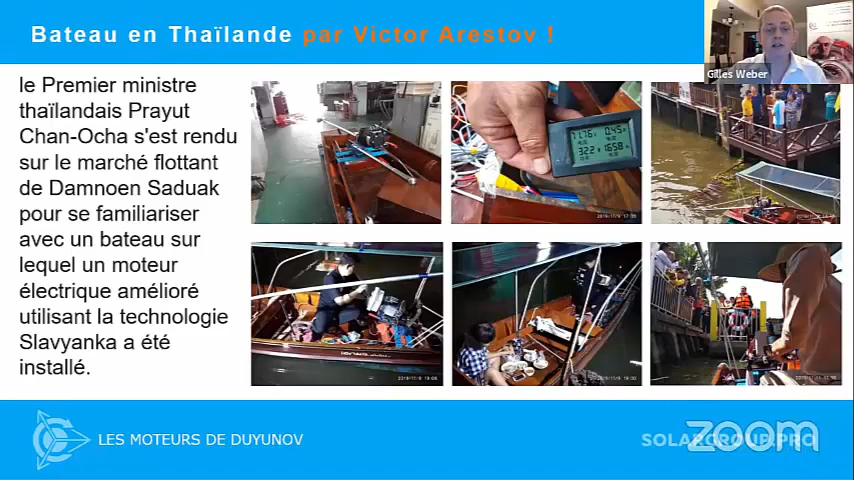 Bateau en Thaïlande par Victor Arestov !
Gilles Weber
le Premier ministre
thaïlandais Prayut
Chan-Ocha s'est rendu
sur le marché flottant
de Damnoen Saduak
pour se familiariser
avec un bateau sur
lequel un moteur
électrique amélioré
utilisant la technologie
Slavyanka a été
installé.
LES MOTEURS DE DUYUNOV
SOLARGROUP.PRO
zoom